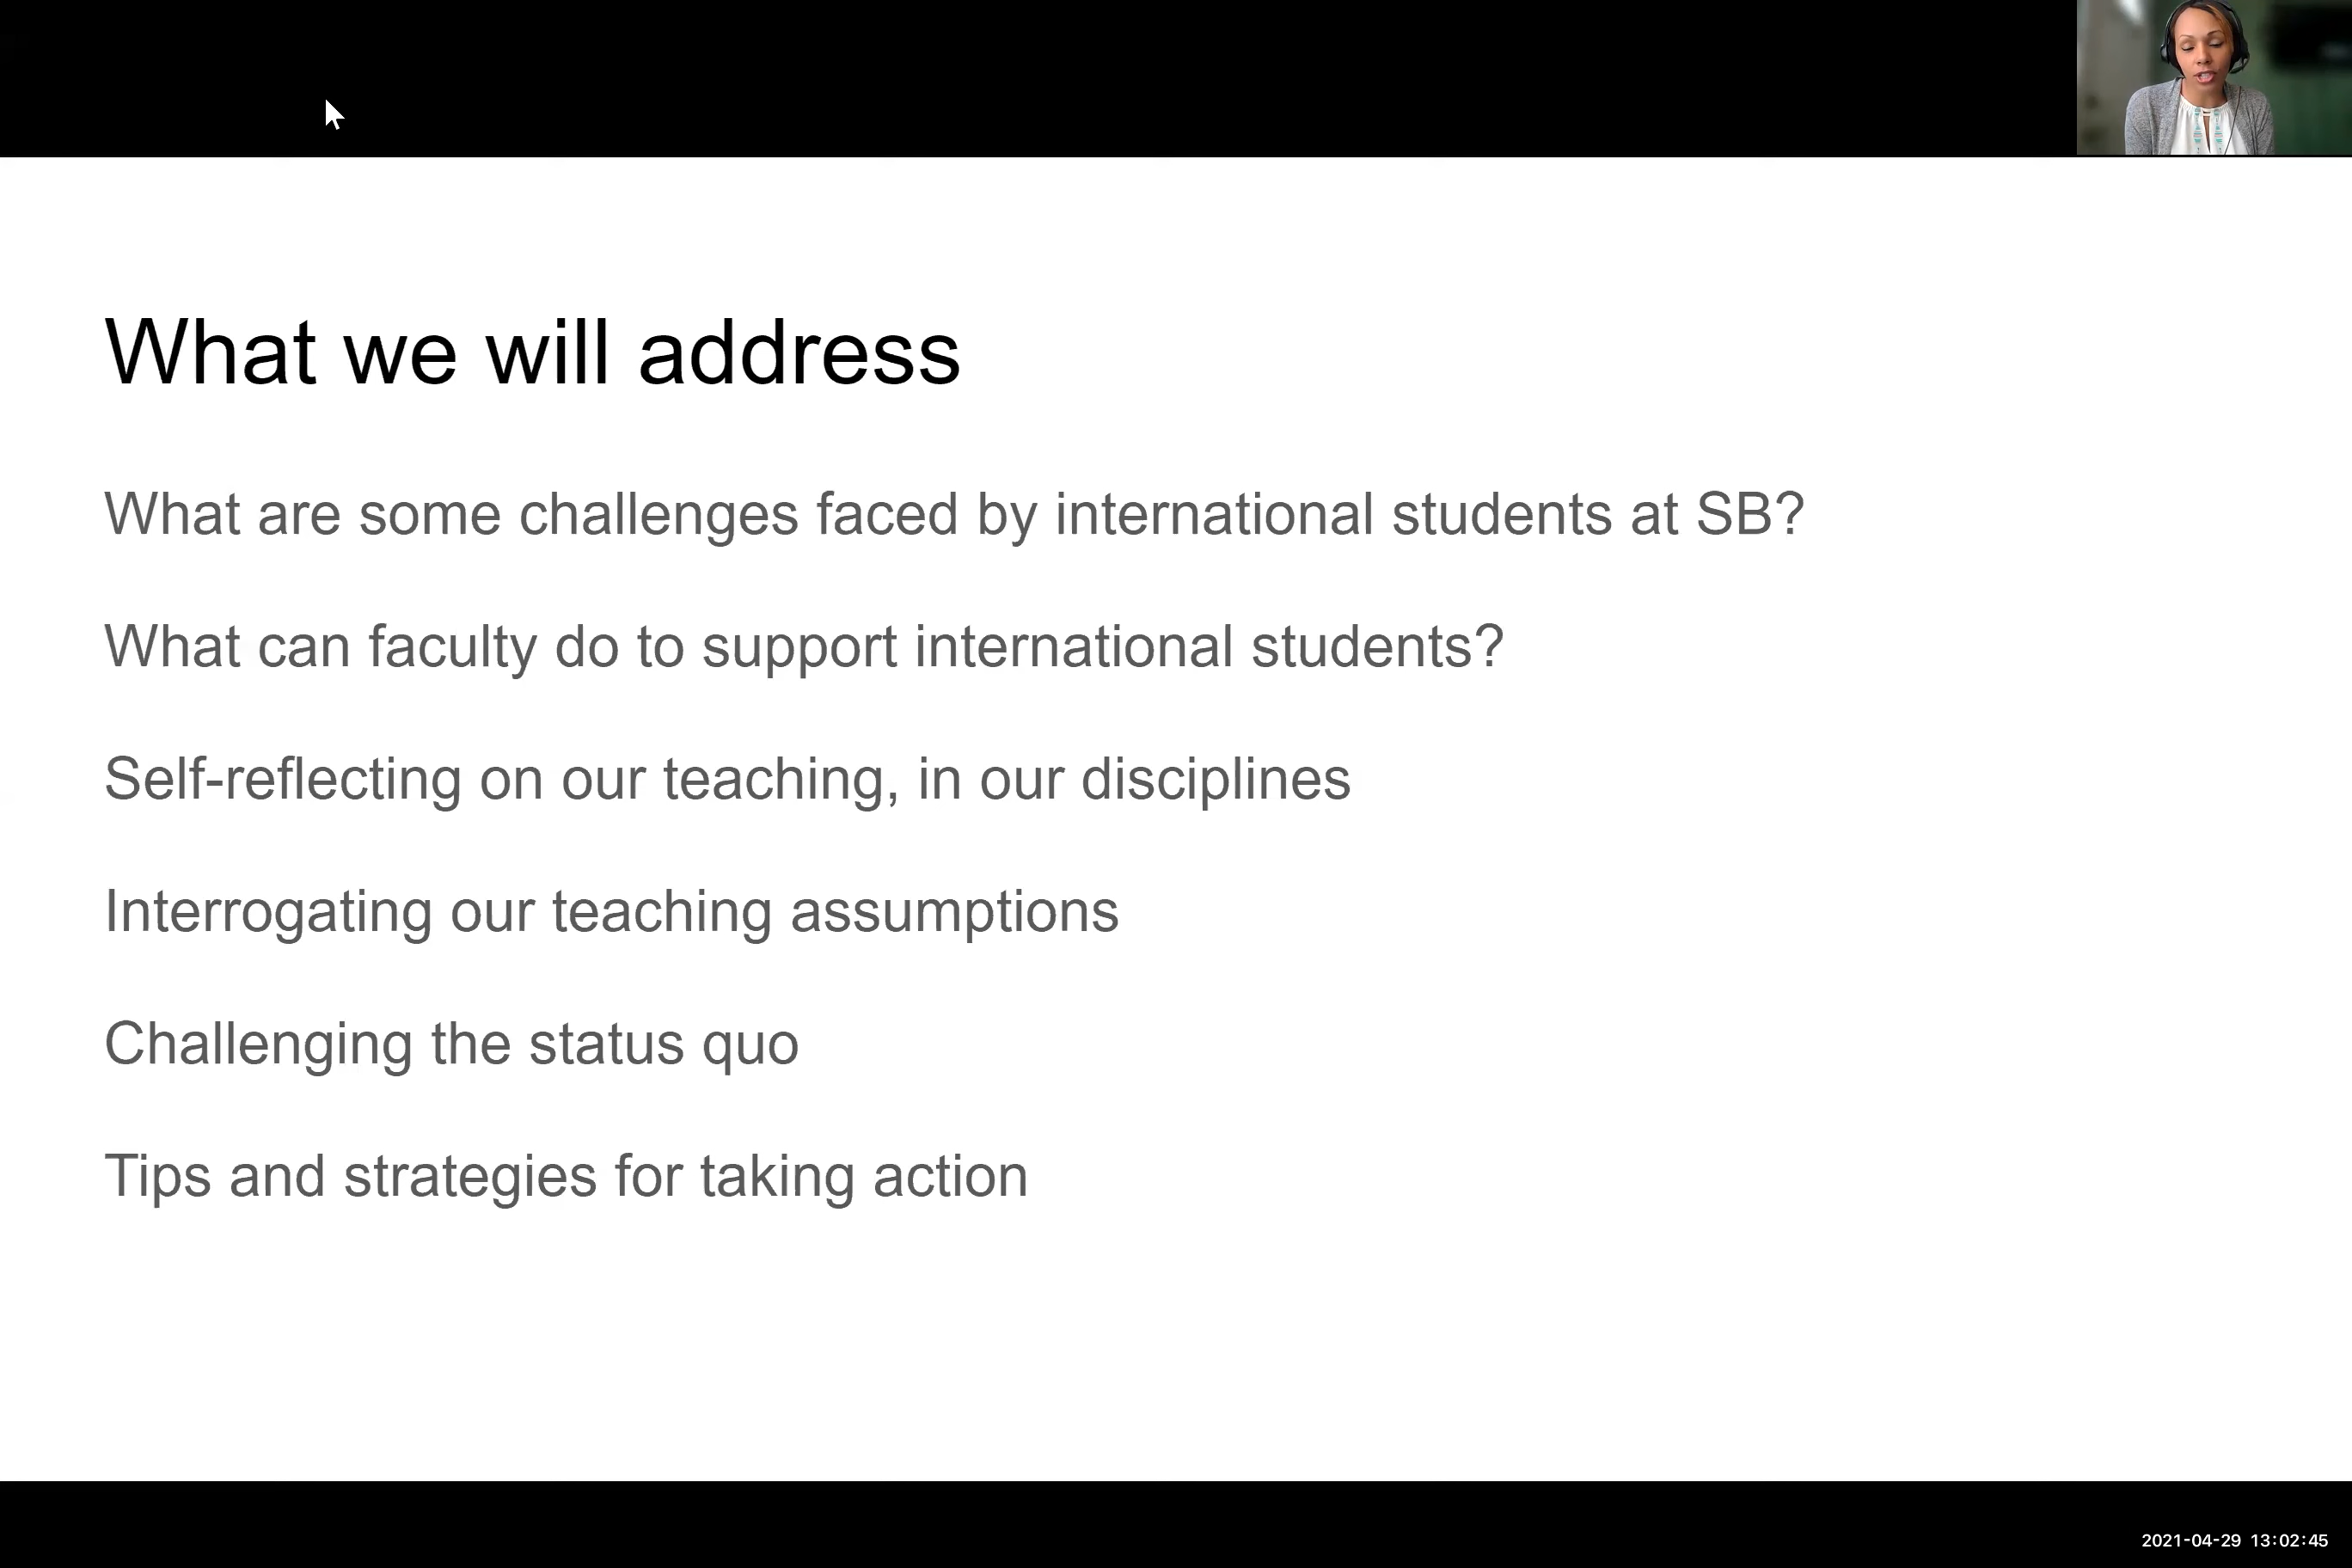 What we will address
What are some challenges faced by international students at SB?
What can faculty do to support international students?
Self-reflecting on our teaching, in our disciplines
Interrogating our teaching assumptions
Challenging the status quo
Tips and strategies for taking action
2021-04-29 13:02:45